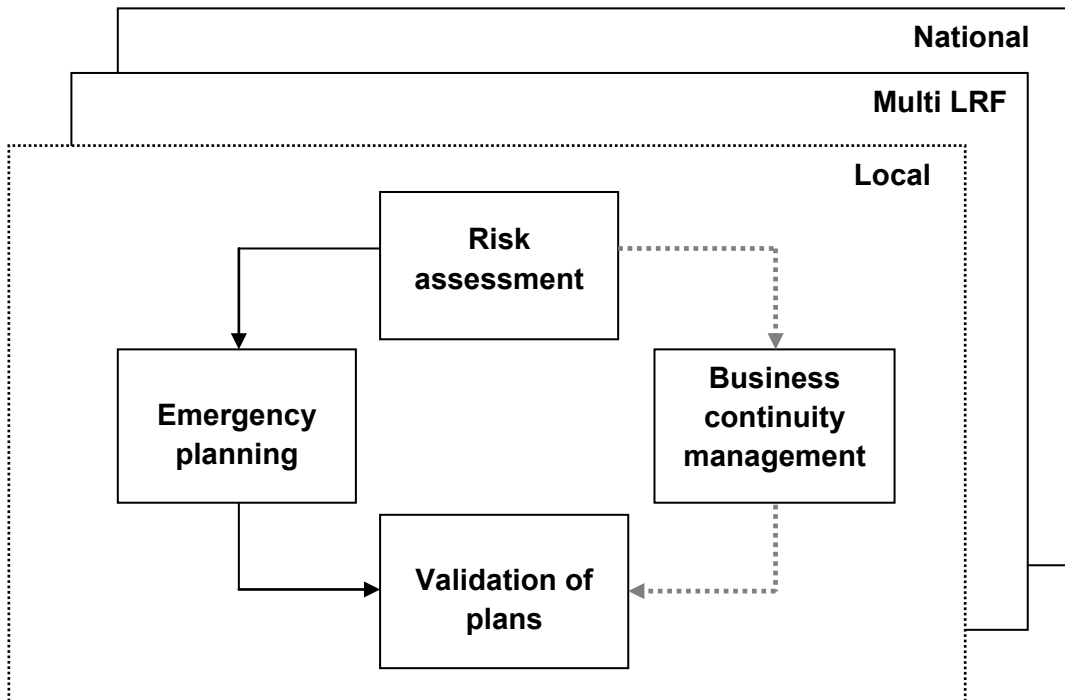 National
Multi LRF
Local
Risk
assessment
Emergency
planning
Business
continuity
management
Validation of
plans